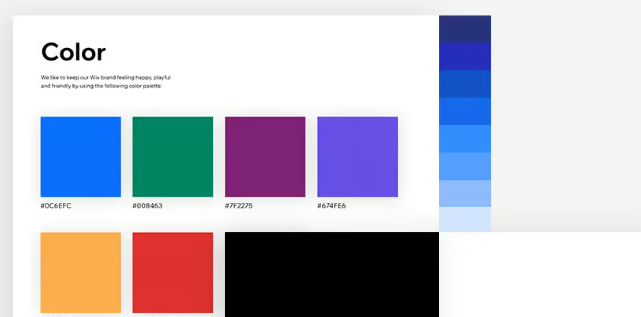 Color
We like to keep our Wix brand feeling happy, playful
and friendly by using the following color palette.
#0C6EFC
#008463
#7F2275
#674FE6